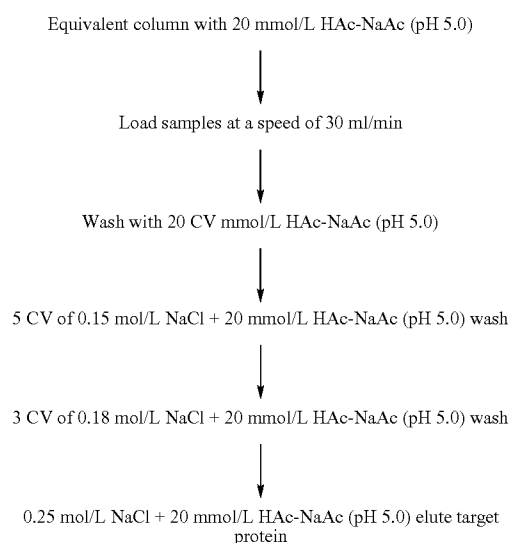 Equivalent column with 20 mmol/L HAc-NaAc (pH 5.0)
Load samples at a speed of 30 ml/min
Wash with 20 CV mmol/L HAc-NaAc (pH 5.0)
5 CV of 0.15 mol/L NaCl + 20 mmol/L HAc-NaAc (pH 5.0) wash
3 CV of 0.18 mol/L NaCl + 20 mmol/L HAc-NaAc (pH 5.0) wash
0.25 mol/L NaCl + 20 mmol/L HAc-NaAc (pH 5.0) elute target
protein